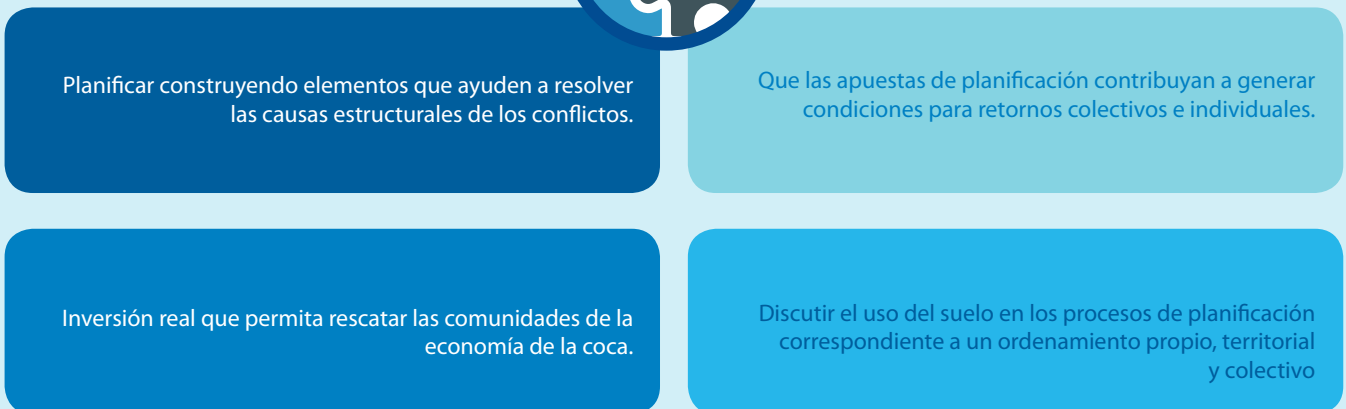 Planificar construyendo elementos que ayuden a resolver
las causas estructurales de los conflictos.
Que las apuestas de planificación contribuyan a generar
condiciones para retornos colectivos e individuales.
Inversión real que permita rescatar las comunidades de la
economía de la coca.
Discutir el uso del suelo en los procesos de planificación
correspondiente a un ordenamiento propio, territorial
y colectivo